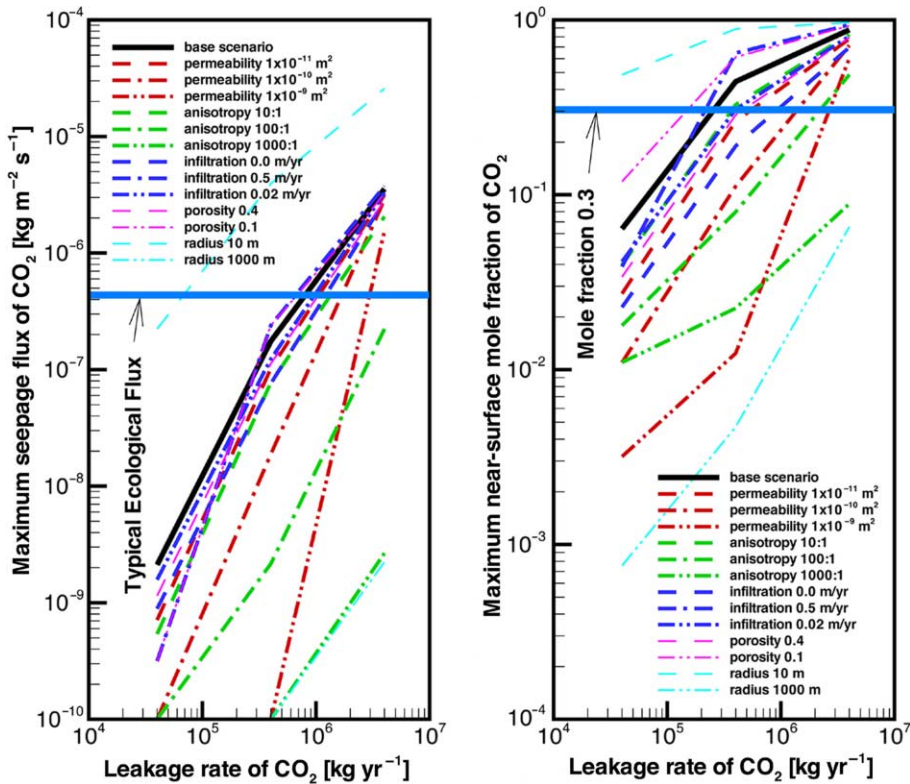 10⁻⁴
10⁻⁵
10⁻⁶
10⁻⁷
10⁻⁸
10⁻⁹
10⁻¹⁰
Maximum seepage flux of CO₂ [kg m⁻² s⁻¹]
base scenario
permeability 1x10⁻¹¹ m²
permeability 1x10⁻¹⁰ m²
permeability 1x10⁻⁹ m²
anisotropy 10:1
anisotropy 100:1
anisotropy 1000:1
infiltration 0.0 m/yr
infiltration 0.5 m/yr
infiltration 0.02 m/yr
porosity 0.4
porosity 0.1
radius 10 m
radius 1000 m
Typical Ecological Flux
10⁴
10⁵
10⁶
10⁷
Leakage rate of CO₂ [kg yr⁻¹]
10⁰
10⁻¹
10⁻²
10⁻³
10⁻⁴
Maximum near-surface mole fraction of CO₂
Mole fraction 0.3
base scenario
permeability 1x10⁻¹¹ m²
permeability 1x10⁻¹⁰ m²
permeability 1x10⁻⁹ m²
anisotropy 10:1
anisotropy 100:1
anisotropy 1000:1
infiltration 0.0 m/yr
infiltration 0.5 m/yr
infiltration 0.02 m/yr
porosity 0.4
porosity 0.1
radius 10 m
radius 1000 m
10⁴
10⁵
10⁶
10⁷
Leakage rate of CO₂ [kg yr⁻¹]